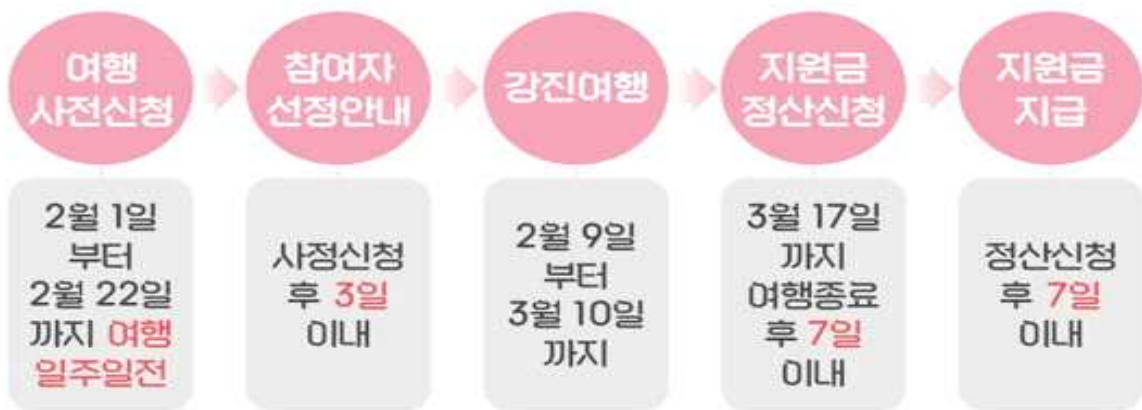 여행
사전신청
참여자
선정안내
강진여행
지원금
정산신청
지원금
지급
2월 1일
부터
2월 22일
까지 여행
일주일전
사정신청
후 3일
이내
2월 9일
부터
3월 10일
까지
3월 17일
까지
여행종료
후 7일
이내
정산신청
후 7일
이내